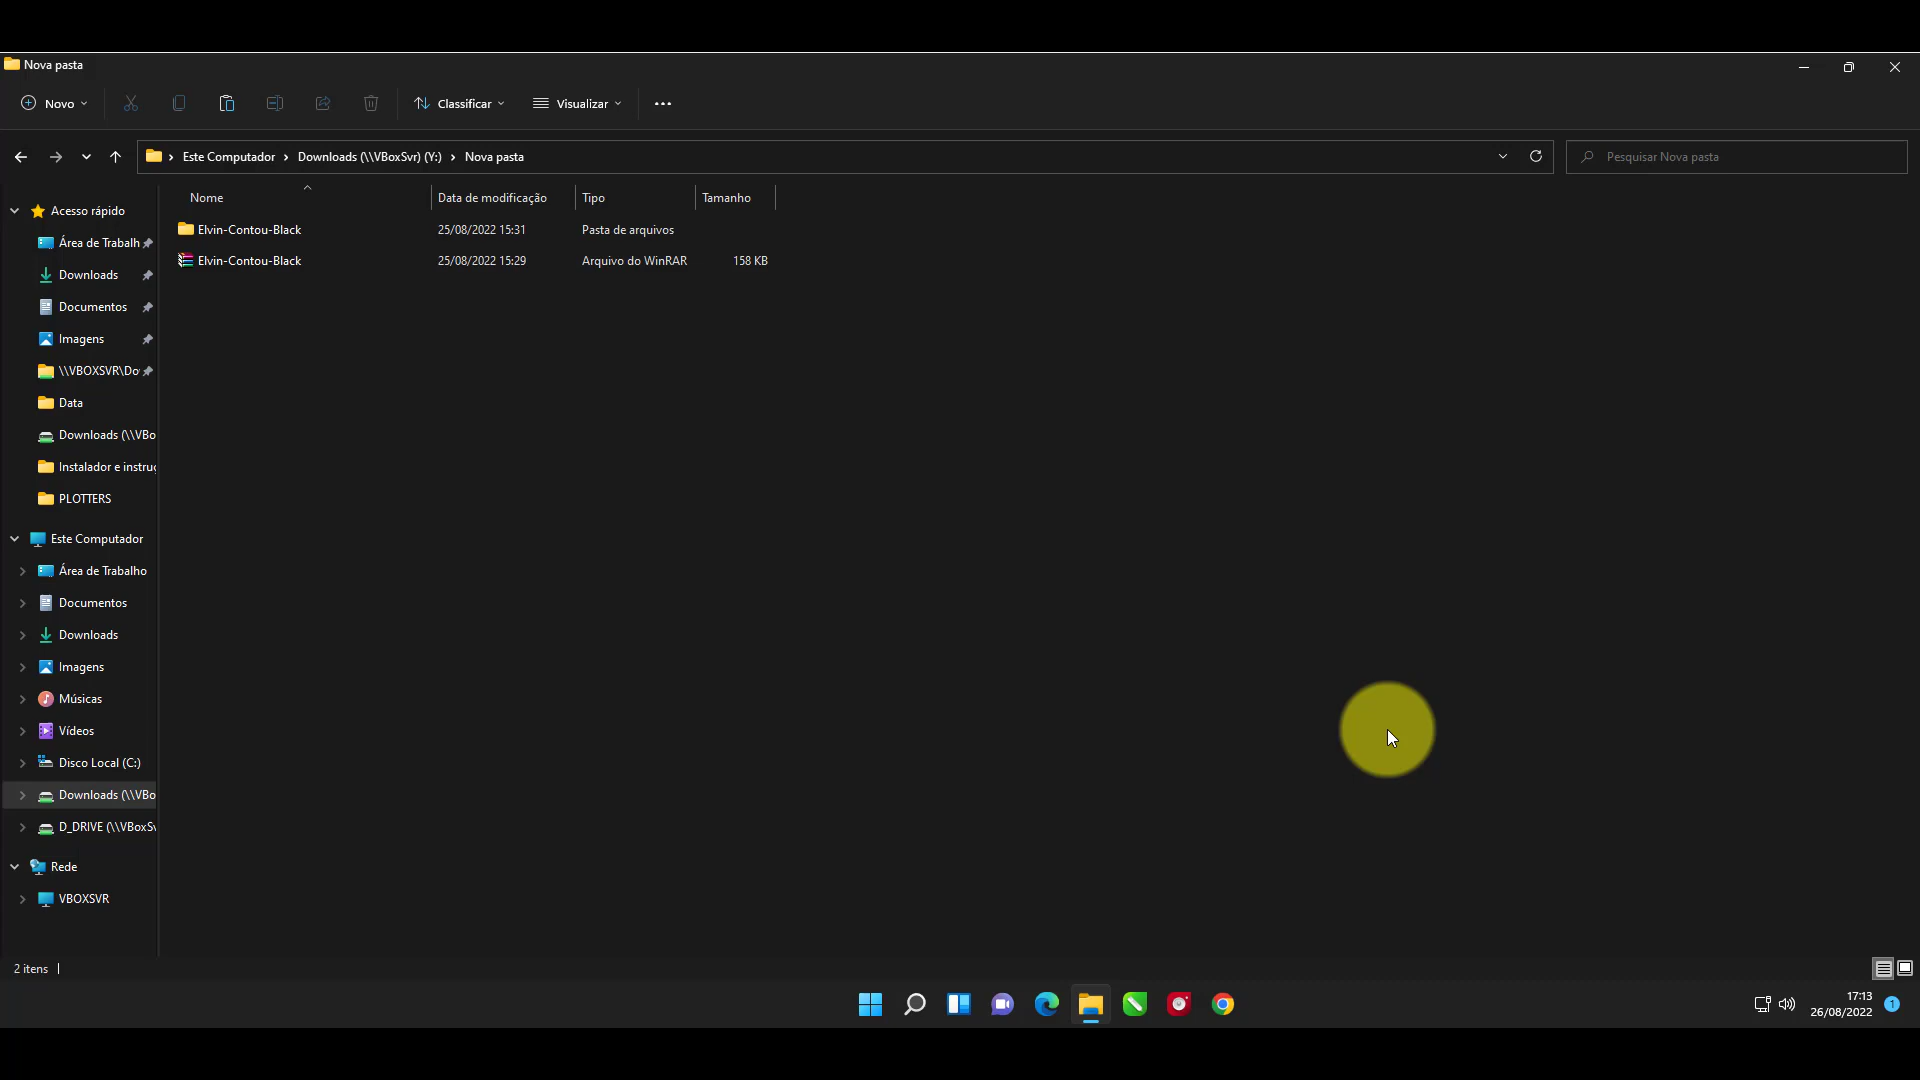 Nova pasta
Novo
Classificar
Visualizar
Este Computador
Downloads (\\VBoxSvr) (Y:)
Nova pasta
Pesquisar Nova pasta
Nome
Data de modificação
Tipo
Tamanho
Elvin-Contou-Black
25/08/2022 15:31
Pasta de arquivos
Elvin-Contou-Black
25/08/2022 15:29
Arquivo do WinRAR
158 KB
Acesso rápido
Área de Trabalh
Downloads
Documentos
Imagens
\\VBOXSVR\Do
Data
Downloads (\\VBo
Instalador e instruç
PLOTTERS
Este Computador
Área de Trabalho
Documentos
Downloads
Imagens
Músicas
Vídeos
Disco Local (C:)
Downloads (\\VBo
D_DRIVE (\\VBoxSv
Rede
VBOXSVR
2 itens
17:13
26/08/2022
1